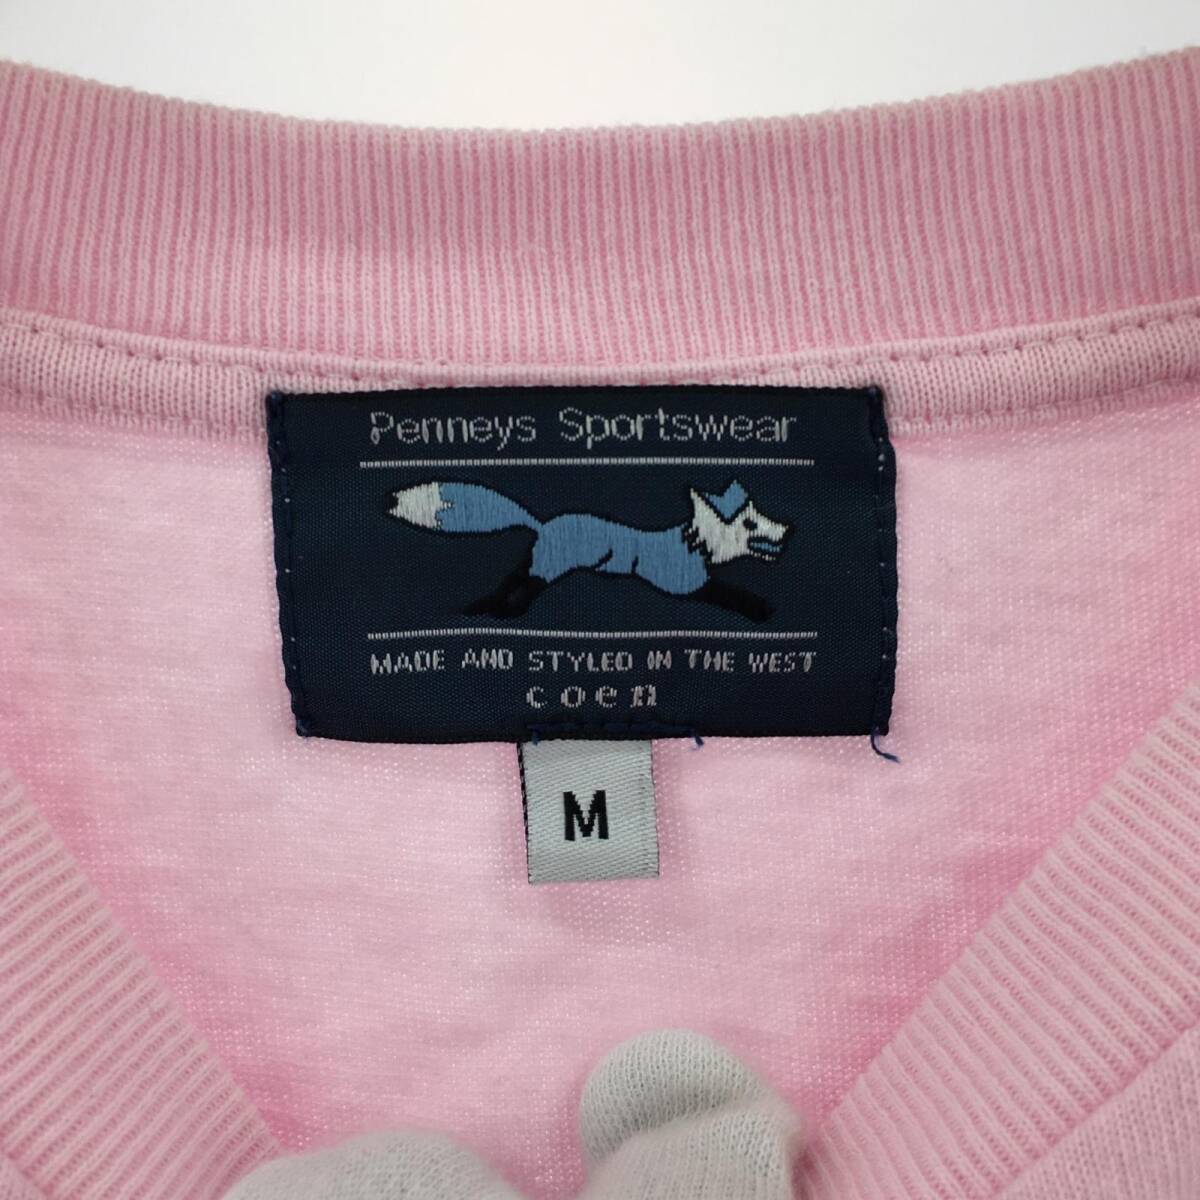 Penneys Sportswear
MADE AND STYLED IN THE WEST
coen
M